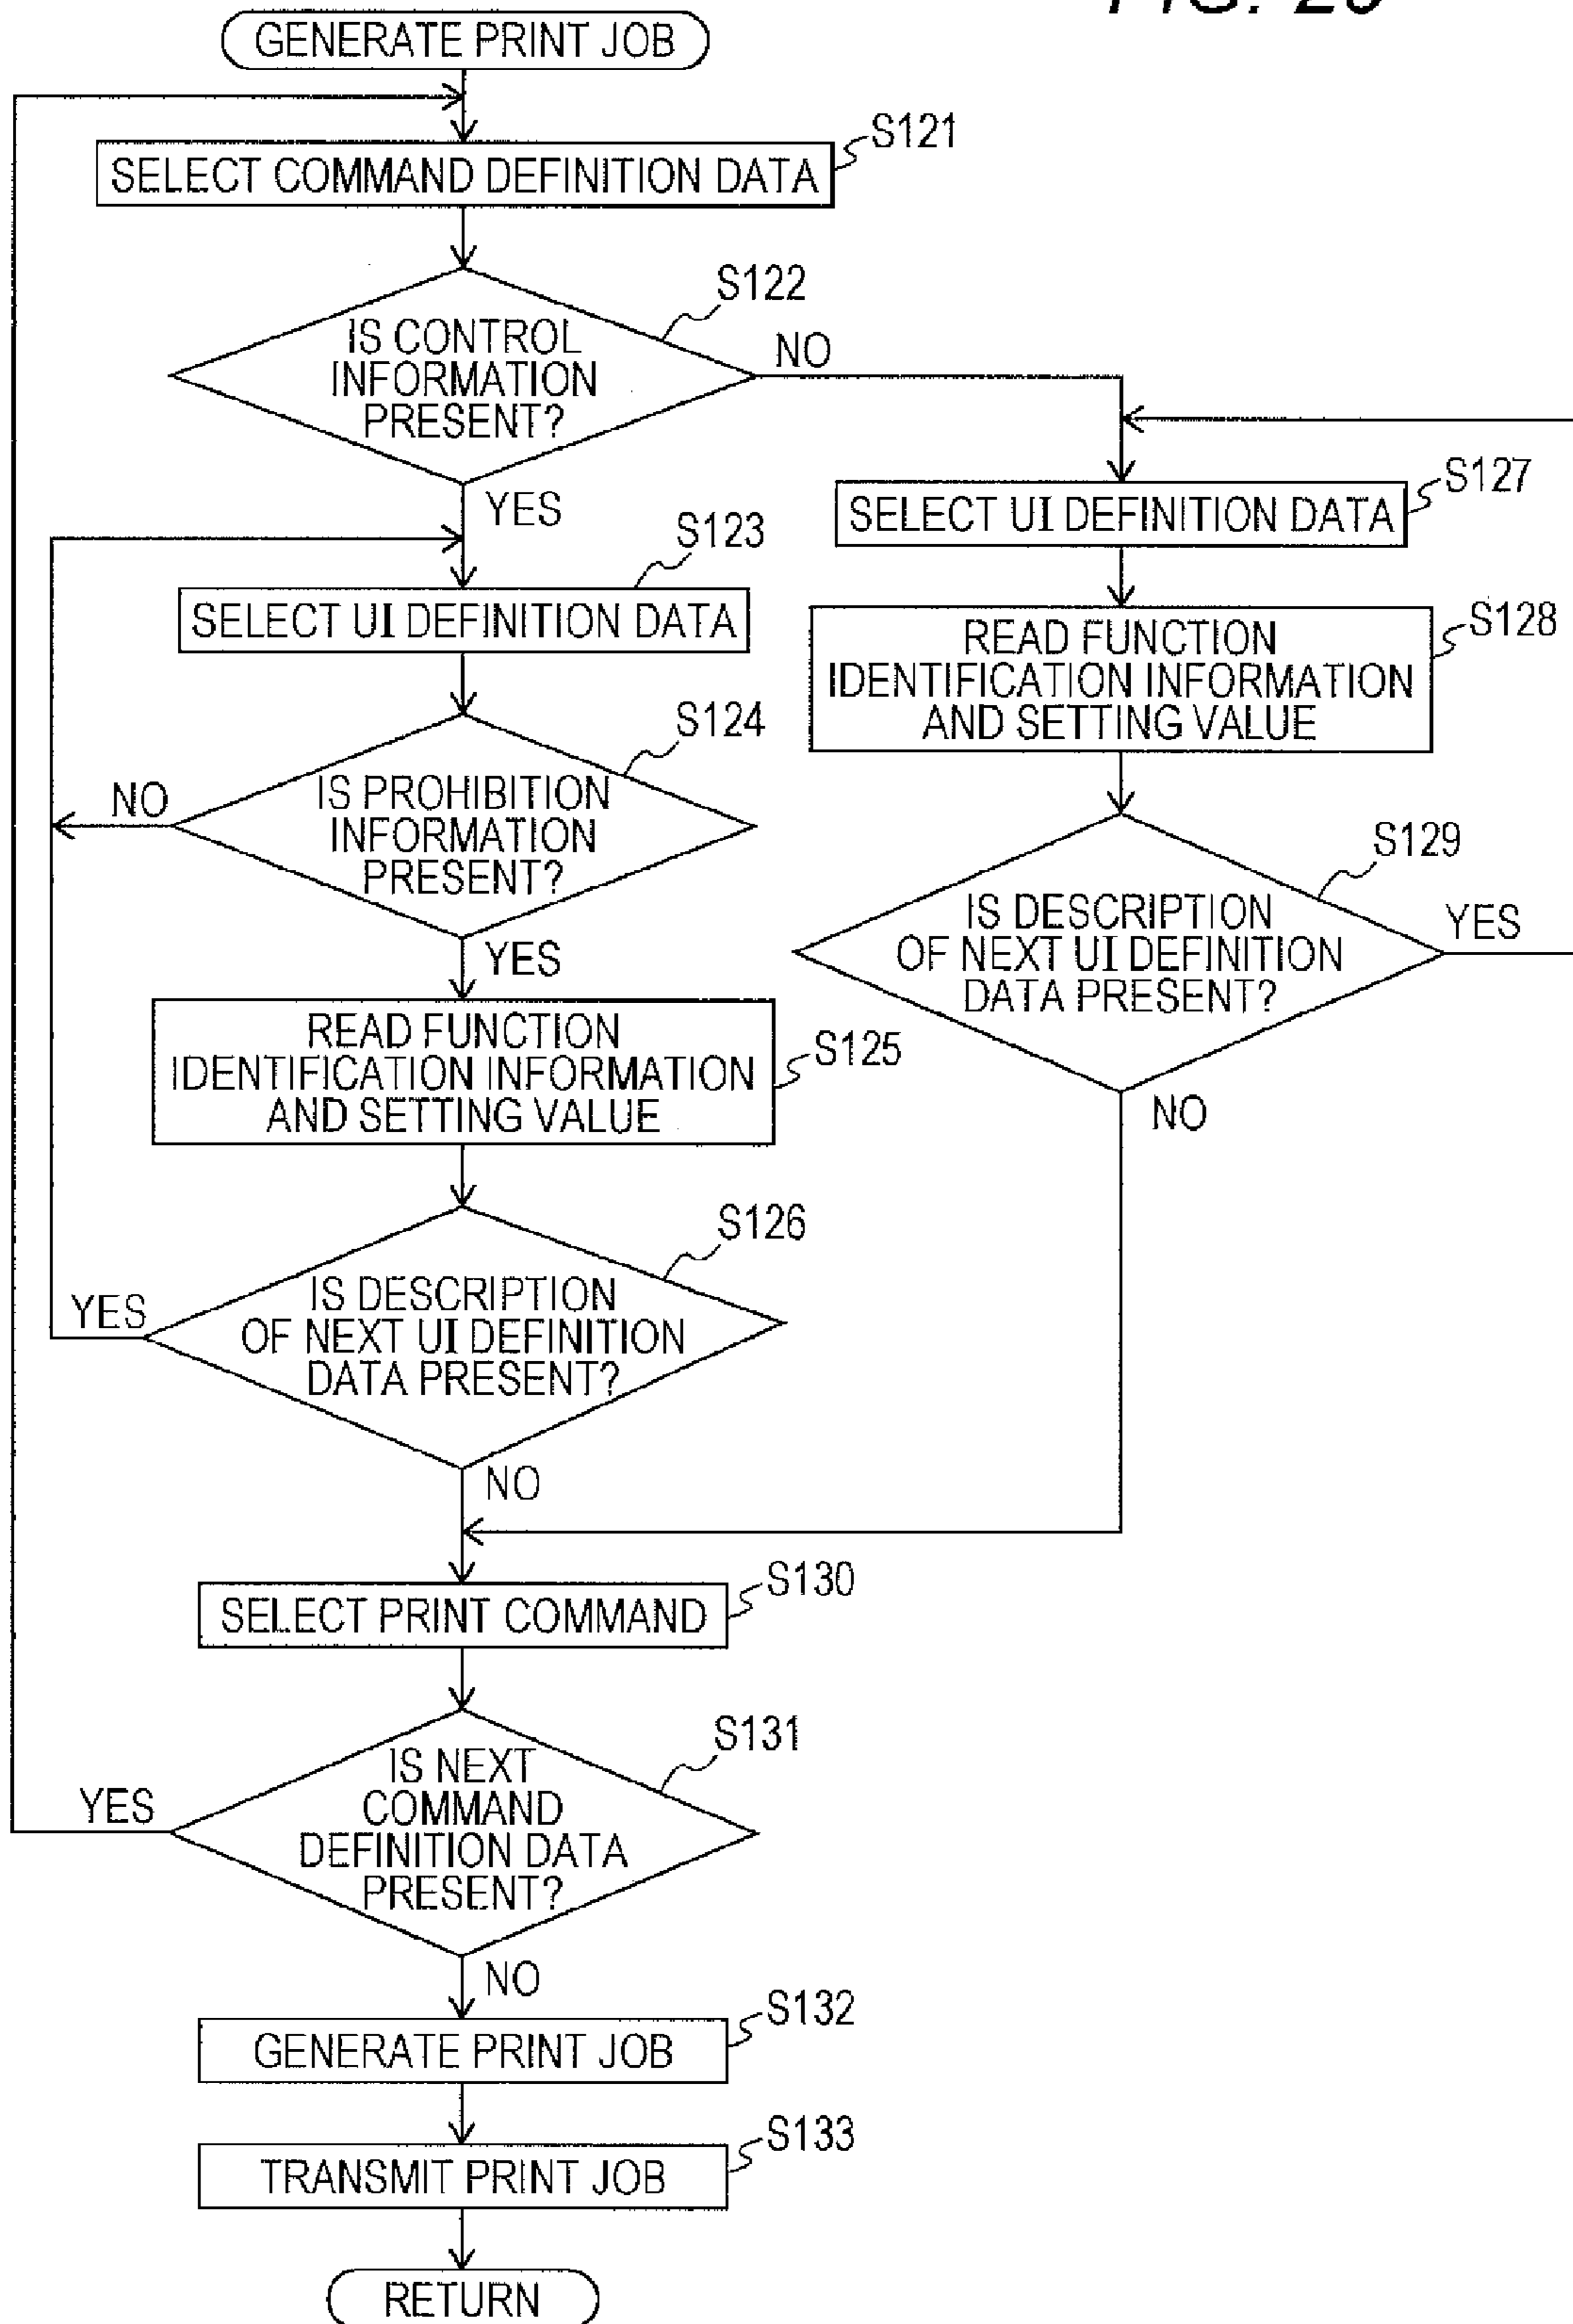 GENERATE PRINT JOB
S121
SELECT COMMAND DEFINITION DATA
S122
IS CONTROL
INFORMATION
PRESENT?
NO
YES
S123
SELECT UI DEFINITION DATA
S124
IS PROHIBITION
INFORMATION
PRESENT?
NO
YES
S125
READ FUNCTION
IDENTIFICATION INFORMATION
AND SETTING VALUE
S126
IS DESCRIPTION
OF NEXT UI DEFINITION
DATA PRESENT?
YES
NO
S127
SELECT UI DEFINITION DATA
S128
READ FUNCTION
IDENTIFICATION INFORMATION
AND SETTING VALUE
S129
IS DESCRIPTION
OF NEXT UI DEFINITION
DATA PRESENT?
YES
NO
S130
SELECT PRINT COMMAND
S131
IS NEXT
COMMAND
DEFINITION DATA
PRESENT?
YES
NO
S132
GENERATE PRINT JOB
S133
TRANSMIT PRINT JOB
RETURN